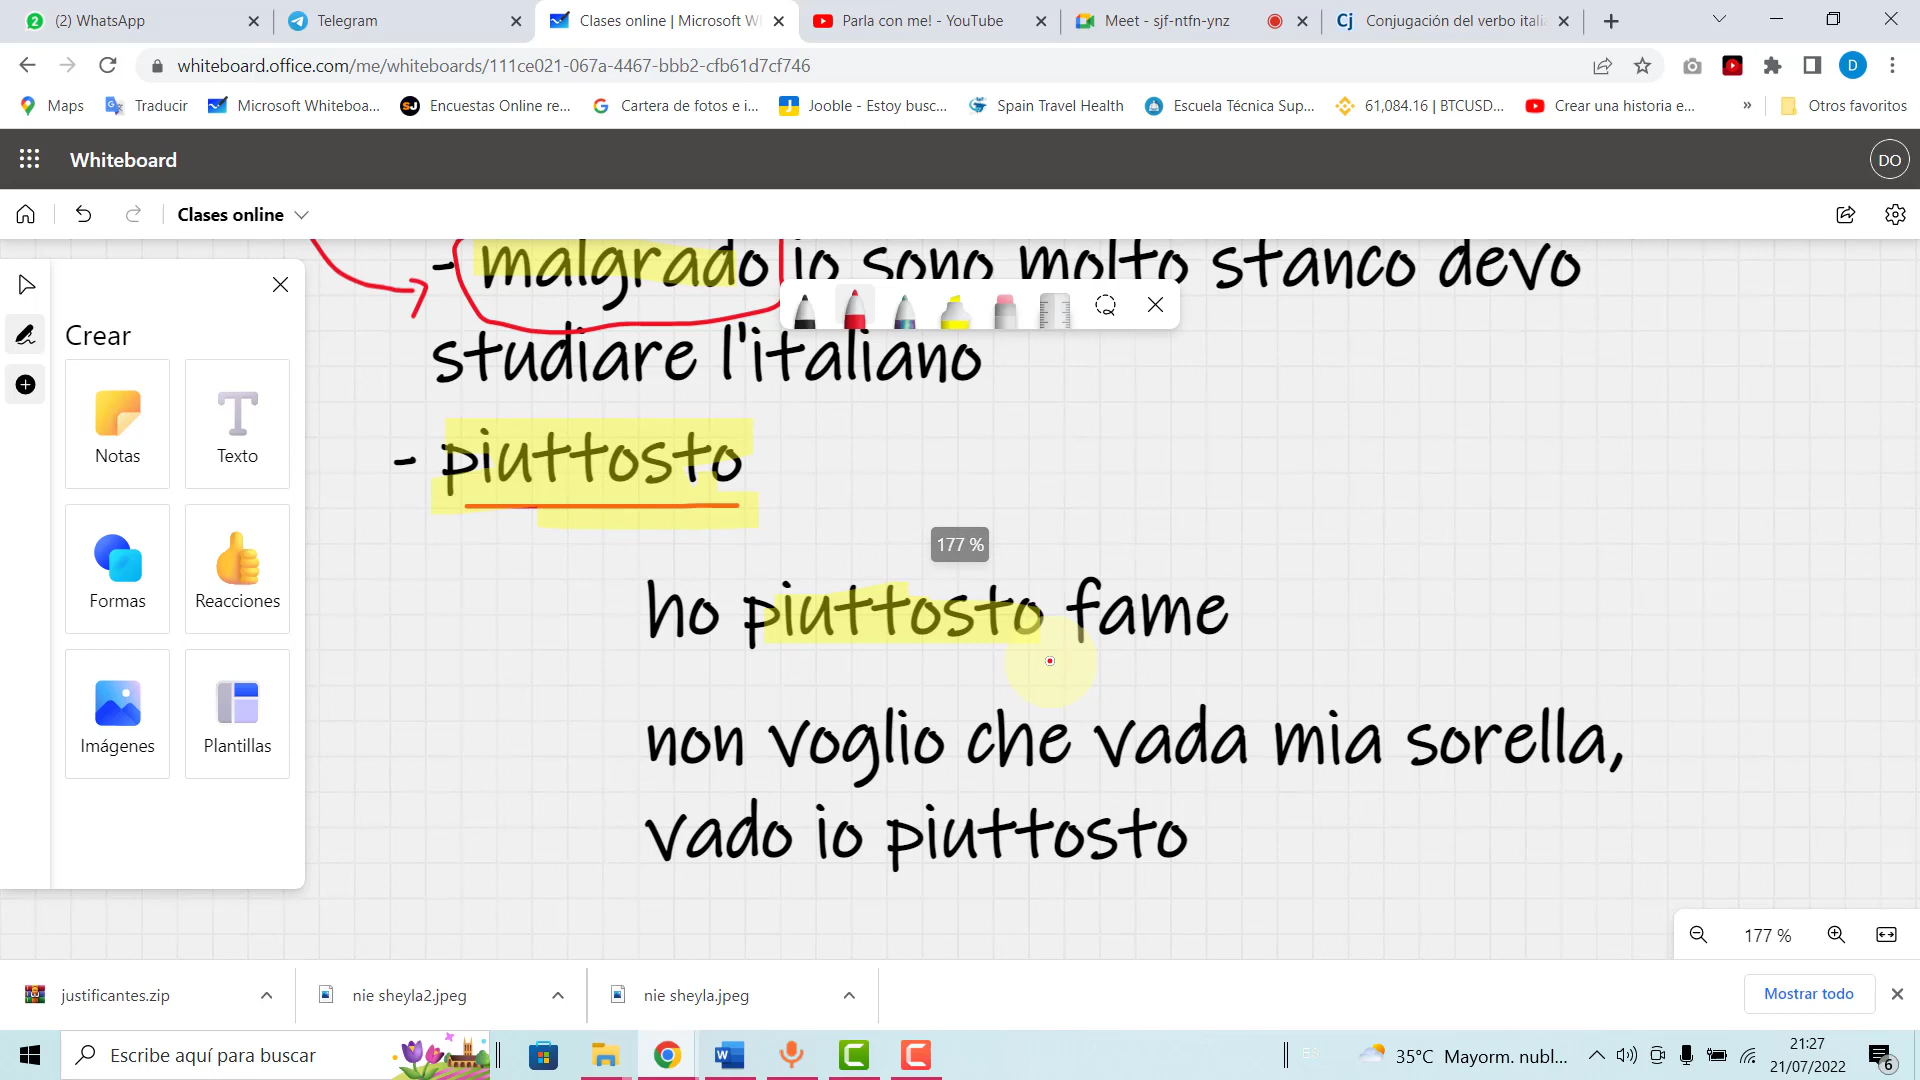 (2) WhatsApp
Telegram
Clases online | Microsoft W
Parla con me! - YouTube
Meet - sjf-ntfn-ynz
Cj Conjugación del verbo itali
whiteboard.office.com/me/whiteboards/111ce021-067a-4467-bbb2-cfb61d7cf746
D
Maps
Traducir
Microsoft Whiteboa...
Encuestas Online re...
Cartera de fotos e i...
Jooble - Estoy busc...
Spain Travel Health
Escuela Técnica Sup...
61,084.16 | BTCUSD...
Crear una historia e...
»
Otros favoritos
Whiteboard
DO
Clases online
- malgrado io sono molto stanco devo
studiare l'italiano
- piuttosto
177 %
ho piuttosto fame
non voglio che vada mia sorella,
vado io piuttosto
Crear
Notas
Texto
Formas
Reacciones
Imágenes
Plantillas
177 %
justificantes.zip
nie sheyla2.jpeg
nie sheyla.jpeg
Mostrar todo
Escribe aquí para buscar
35°C Mayorm. nubl...
21:27
21/07/2022
6